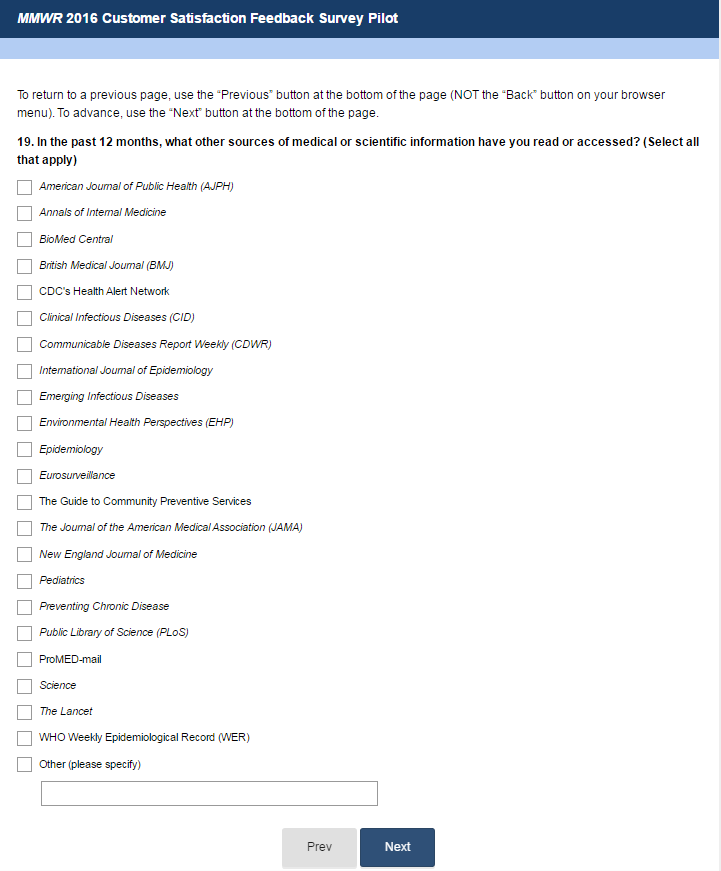 MMWR 2016 Customer Satisfaction Feedback Survey Pilot
To return to a previous page, use the “Previous” button at the bottom of the page (NOT the “Back” button on your browser
menu). To advance, use the “Next” button at the bottom of the page.
19. In the past 12 months, what other sources of medical or scientific information have you read or accessed? (Select all
that apply)
American Journal of Public Health (AJPH)
Annals of Internal Medicine
BioMed Central
British Medical Journal (BMJ)
CDC's Health Alert Network
Clinical Infectious Diseases (CID)
Communicable Diseases Report Weekly (CDWR)
International Journal of Epidemiology
Emerging Infectious Diseases
Environmental Health Perspectives (EHP)
Epidemiology
Eurosurveillance
The Guide to Community Preventive Services
The Journal of the American Medical Association (JAMA)
New England Journal of Medicine
Pediatrics
Preventing Chronic Disease
Public Library of Science (PLoS)
ProMED-mail
Science
The Lancet
WHO Weekly Epidemiological Record (WER)
Other (please specify)
Prev Next